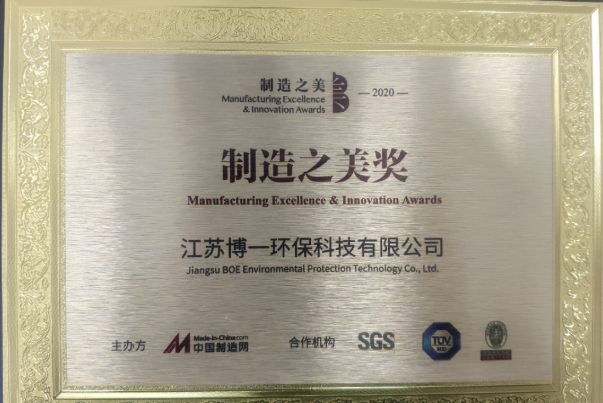 制造之美
Manufacturing Excellence
& Innovation Awards
— 2020 —
制造之美奖
Manufacturing Excellence & Innovation Awards
江苏博一环保科技有限公司
Jiangsu BOE Environmental Protection Technology Co., Ltd.
主办方
Made-in-China.com
中国制造网
合作机构
SGS
TÜV